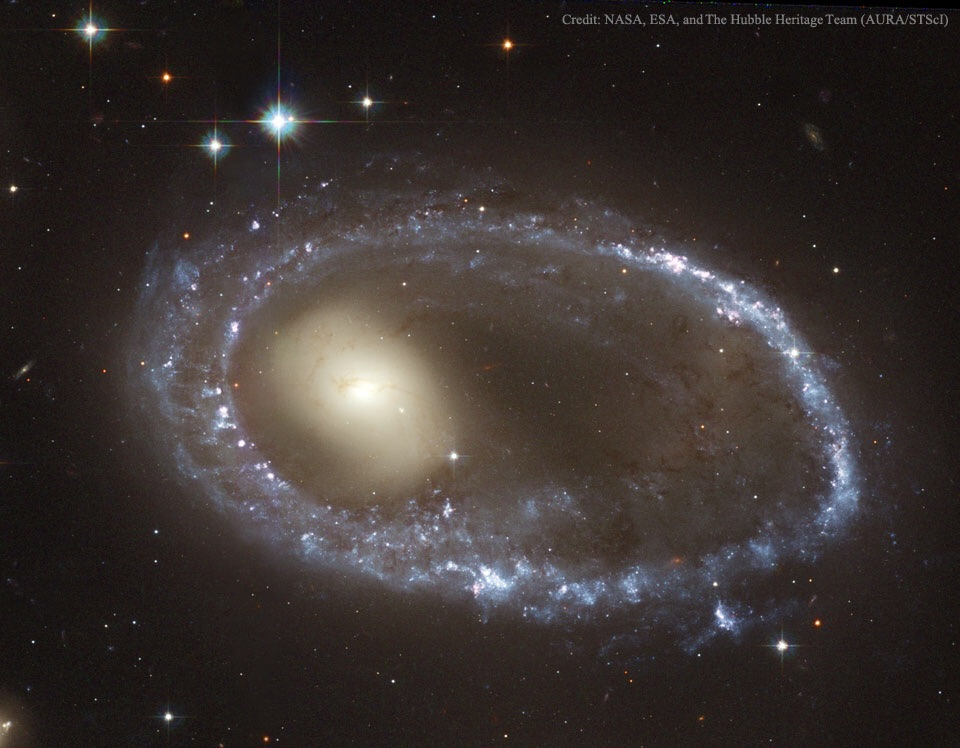 Credit: NASA, ESA, and The Hubble Heritage Team (AURA/STScI)